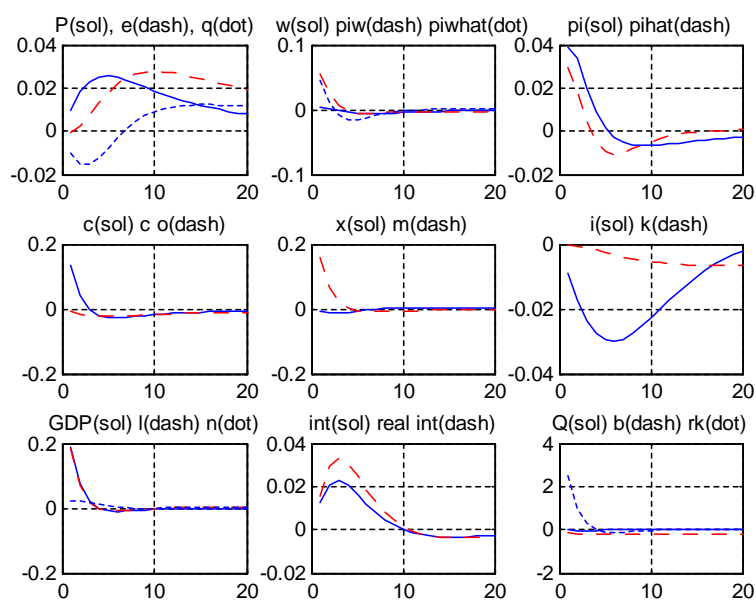 P(sol), e(dash), q(dot)
w(sol) piw(dash) piwhat(dot)
pi(sol) pihat(dash)
0.04
0.02
0
-0.02
0 10 20
0.1
0
-0.1
0 10 20
0.04
0.02
0
-0.02
0 10 20
c(sol) c o(dash)
x(sol) m(dash)
i(sol) k(dash)
0.2
0
-0.2
0 10 20
0.2
0
-0.2
0 10 20
0
-0.02
-0.04
0 10 20
GDP(sol) l(dash) n(dot)
int(sol) real int(dash)
Q(sol) b(dash) rk(dot)
0.2
0
-0.2
0 10 20
0.04
0.02
0
-0.02
0 10 20
4
2
0
-2
0 10 20